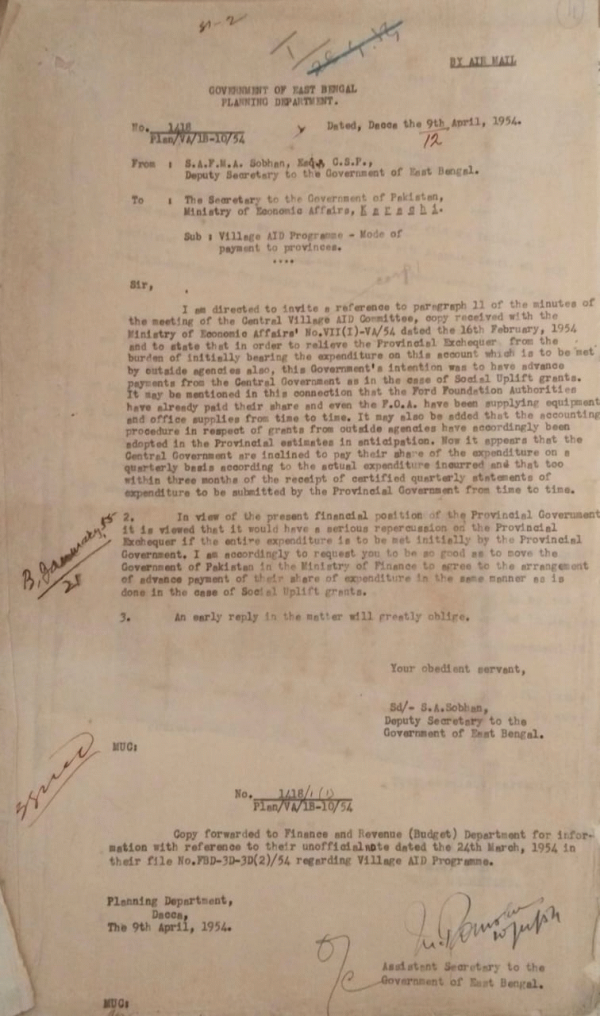 BY AIR MAIL
GOVERNMENT OF EAST BENGAL
PLANNING DEPARTMENT.
No. 1418
Plan/VA/1B-10/54
Dated, Dacca the 9th April, 1954.
12
From : S.A.F.M.A. Sobhan, Esq., C.S.P.,
Deputy Secretary to the Government of East Bengal.
To : The Secretary to the Government of Pakistan,
Ministry of Economic Affairs, K a r a c h i.
Sub : Village AID Programme - Mode of
payment to provinces.
....
Sir,
I am directed to invite a reference to paragraph 11 of the minutes of
the meeting of the Central Village AID Committee, copy received with the
Ministry of Economic Affairs' No.VII(I)-VA/54 dated the 16th February, 1954
and to state that in order to relieve the Provincial Exchequer from the
burden of initially bearing the expenditure on this account which is to be met
by outside agencies also, this Government's intention was to have advance
payments from the Central Government as in the case of Social Uplift grants.
It may be mentioned in this connection that the Ford Foundation Authorities
have already paid their share and even the F.O.A. have been supplying equipment
and office supplies from time to time. It may also be added that the accounting
procedure in respect of grants from outside agencies have accordingly been
adopted in the Provincial estimates in anticipation. Now it appears that the
Central Government are inclined to pay their share of the expenditure on a
quarterly basis according to the actual expenditure incurred and that too
within three months of the receipt of certified quarterly statements of
expenditure to be submitted by the Provincial Government from time to time.
2. In view of the present financial position of the Provincial Government
it is viewed that it would have a serious repercussion on the Provincial
Exchequer if the entire expenditure is to be met initially by the Provincial
Government. I am accordingly to request you to be so good as to move the
Government of Pakistan in the Ministry of Finance to agree to the arrangement
of advance payment of their share of expenditure in the same manner as is
done in the case of Social Uplift grants.
3. An early reply in the matter will greatly oblige.
Your obedient servant,
Sd/- S.A.Sobhan,
Deputy Secretary to the
Government of East Bengal.
MUG:
No. 1418/1(1)
Plan/VA/1B-10/54
Copy forwarded to Finance and Revenue (Budget) Department for infor-
mation with reference to their unofficialnote dated the 24th March, 1954 in
their file No.FBD-3D-3D(2)/54 regarding Village AID Programme.
Planning Department,
Dacca,
The 9th April, 1954.
Assistant Secretary to the
Government of East Bengal.
MUG: